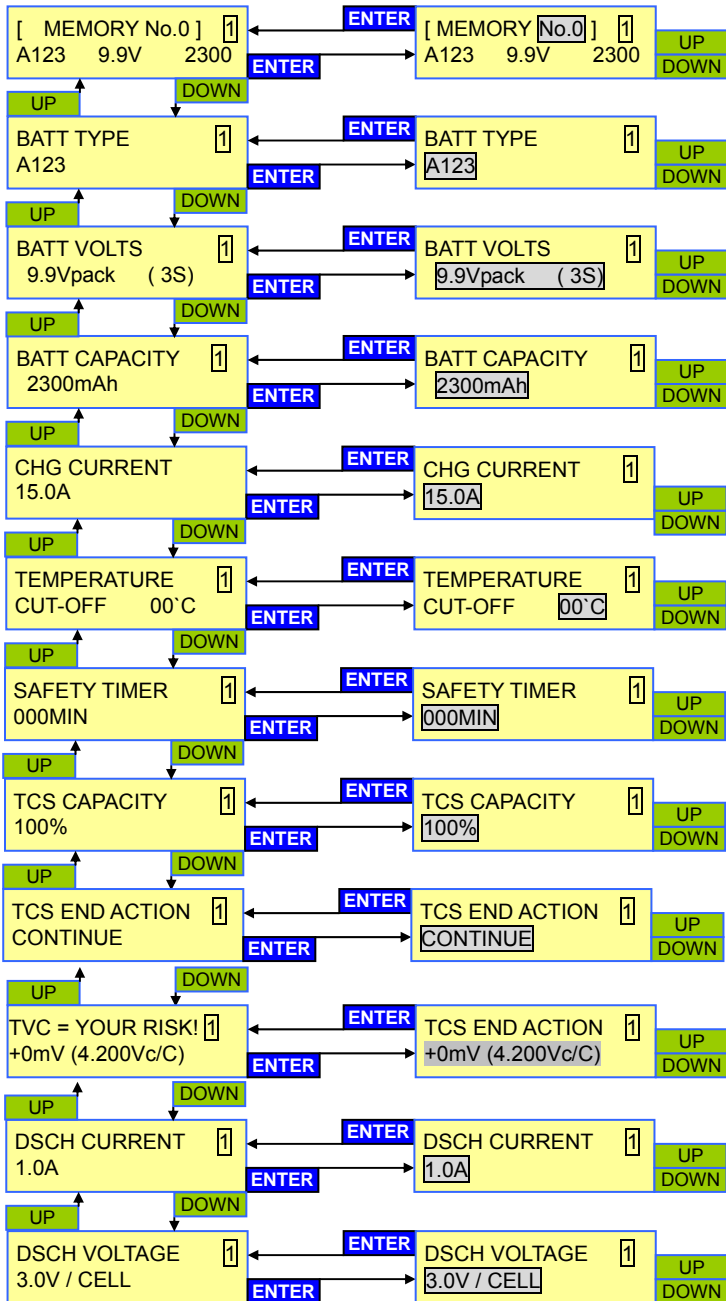 ENTER
[ MEMORY No.0 ] 1
A123 9.9V 2300
[ MEMORY No.0 ] 1
A123 9.9V 2300
UP
DOWN
ENTER
UP
DOWN
ENTER
BATT TYPE 1
A123
BATT TYPE 1
A123
UP
DOWN
ENTER
UP
DOWN
ENTER
BATT VOLTS 1
9.9Vpack ( 3S)
BATT VOLTS 1
9.9Vpack ( 3S)
UP
DOWN
ENTER
UP
DOWN
ENTER
BATT CAPACITY 1
2300mAh
BATT CAPACITY 1
2300mAh
UP
DOWN
ENTER
UP
DOWN
ENTER
CHG CURRENT
15.0A
CHG CURRENT 1
15.0A
UP
DOWN
ENTER
UP
DOWN
ENTER
TEMPERATURE 1
CUT-OFF 00`C
TEMPERATURE 1
CUT-OFF 00`C
UP
DOWN
ENTER
UP
DOWN
ENTER
SAFETY TIMER 1
000MIN
SAFETY TIMER 1
000MIN
UP
DOWN
ENTER
UP
DOWN
ENTER
TCS CAPACITY 1
100%
TCS CAPACITY 1
100%
UP
DOWN
ENTER
UP
DOWN
ENTER
TCS END ACTION 1
CONTINUE
TCS END ACTION 1
CONTINUE
UP
DOWN
ENTER
UP
DOWN
ENTER
TVC = YOUR RISK! 1
+0mV (4.200Vc/C)
TCS END ACTION 1
+0mV (4.200Vc/C)
UP
DOWN
ENTER
UP
DOWN
ENTER
DSCH CURRENT 1
1.0A
DSCH CURRENT 1
1.0A
UP
DOWN
ENTER
UP
DOWN
ENTER
DSCH VOLTAGE 1
3.0V / CELL
DSCH VOLTAGE 1
3.0V / CELL
UP
DOWN
ENTER